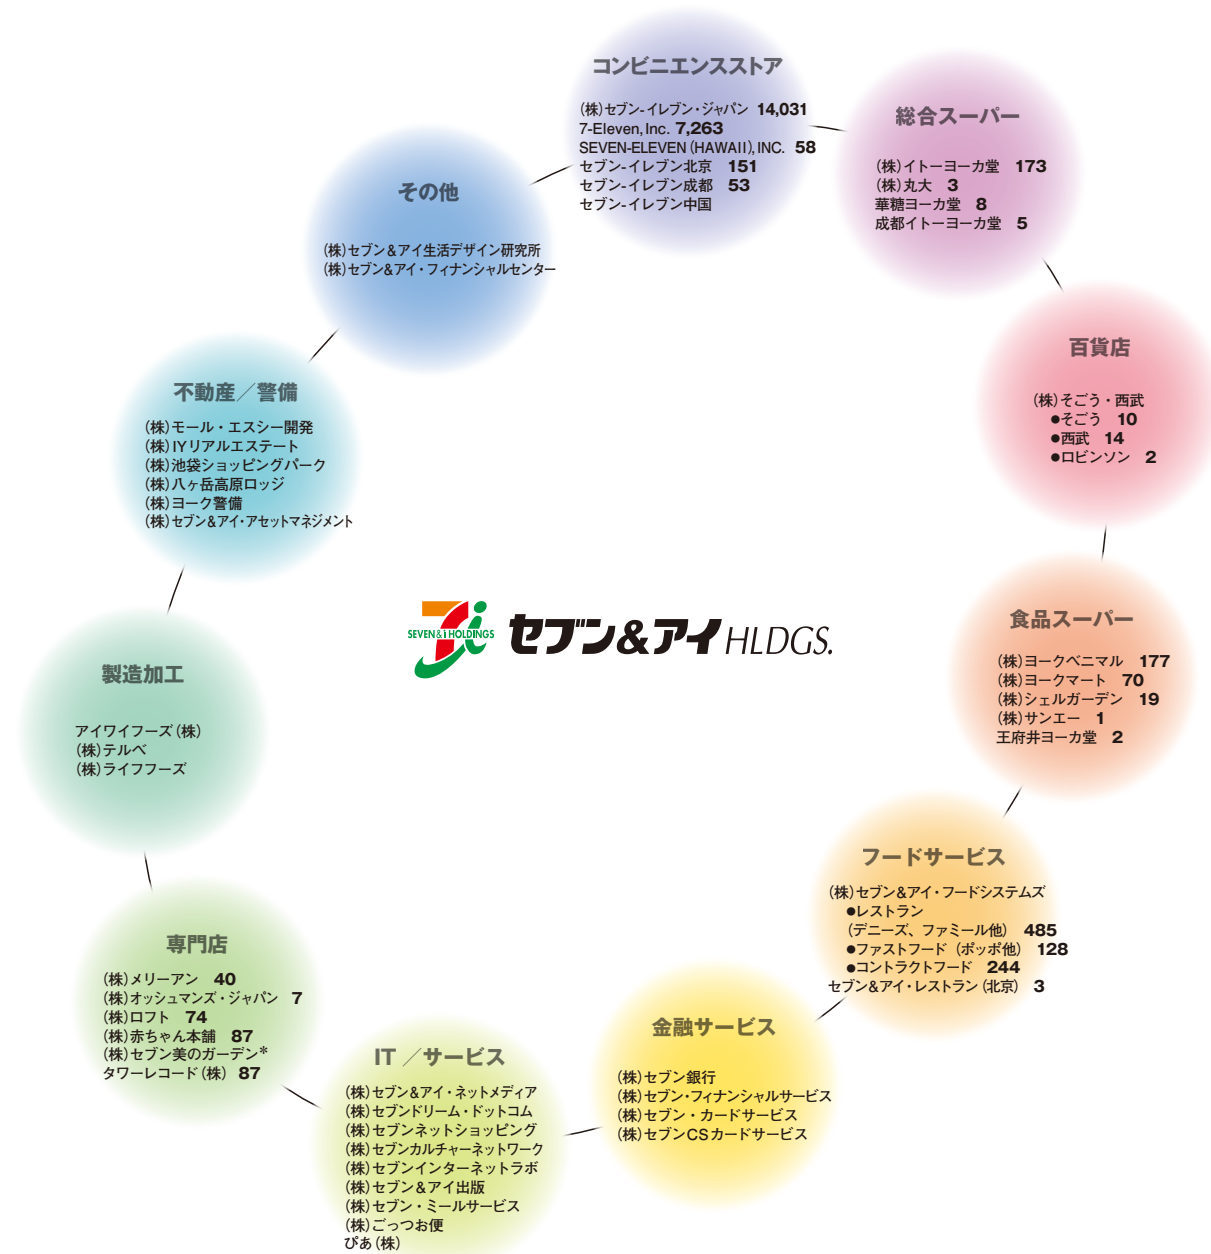 コンビニエンスストア
(株)セブン-イレブン・ジャパン 14,031
7-Eleven, Inc. 7,263
SEVEN-ELEVEN (HAWAII), INC. 58
セブン-イレブン北京 151
セブン-イレブン成都 53
セブン-イレブン中国
総合スーパー
(株)イトーヨーカ堂 173
(株)丸大 3
華糖ヨーカ堂 8
成都イトーヨーカ堂 5
百貨店
(株)そごう・西武
●そごう 10
●西武 14
●ロビンソン 2
食品スーパー
(株)ヨークベニマル 177
(株)ヨークマート 70
(株)シェルガーデン 19
(株)サンエー 1
王府井ヨーカ堂 2
フードサービス
(株)セブン&アイ・フードシステムズ
●レストラン
(デニーズ、ファミール他) 485
●ファストフード (ポッポ他) 128
●コントラクトフード 244
セブン&アイ・レストラン(北京) 3
金融サービス
(株)セブン銀行
(株)セブン・フィナンシャルサービス
(株)セブン・カードサービス
(株)セブンCSカードサービス
IT/サービス
(株)セブン&アイ・ネットメディア
(株)セブンドリーム・ドットコム
(株)セブンネットショッピング
(株)セブンカルチャーネットワーク
(株)セブンインターネットラボ
(株)セブン&アイ出版
(株)セブン・ミールサービス
(株)ごっつお便
ぴあ(株)
専門店
(株)メリーアン 40
(株)オッシュマンズ・ジャパン 7
(株)ロフト 74
(株)赤ちゃん本舗 87
(株)セブン美のガーデン*
タワーレコード(株) 87
製造加工
アイワイフーズ(株)
(株)テルベ
(株)ライフフーズ
不動産/警備
(株)モール・エスシー開発
(株)IYリアルエステート
(株)池袋ショッピングパーク
(株)八ヶ岳高原ロッジ
(株)ヨーク警備
(株)セブン&アイ・アセットマネジメント
その他
(株)セブン&アイ生活デザイン研究所
(株)セブン&アイ・フィナンシャルセンター
SEVEN&i HOLDINGS
セブン&アイ HLDGS.